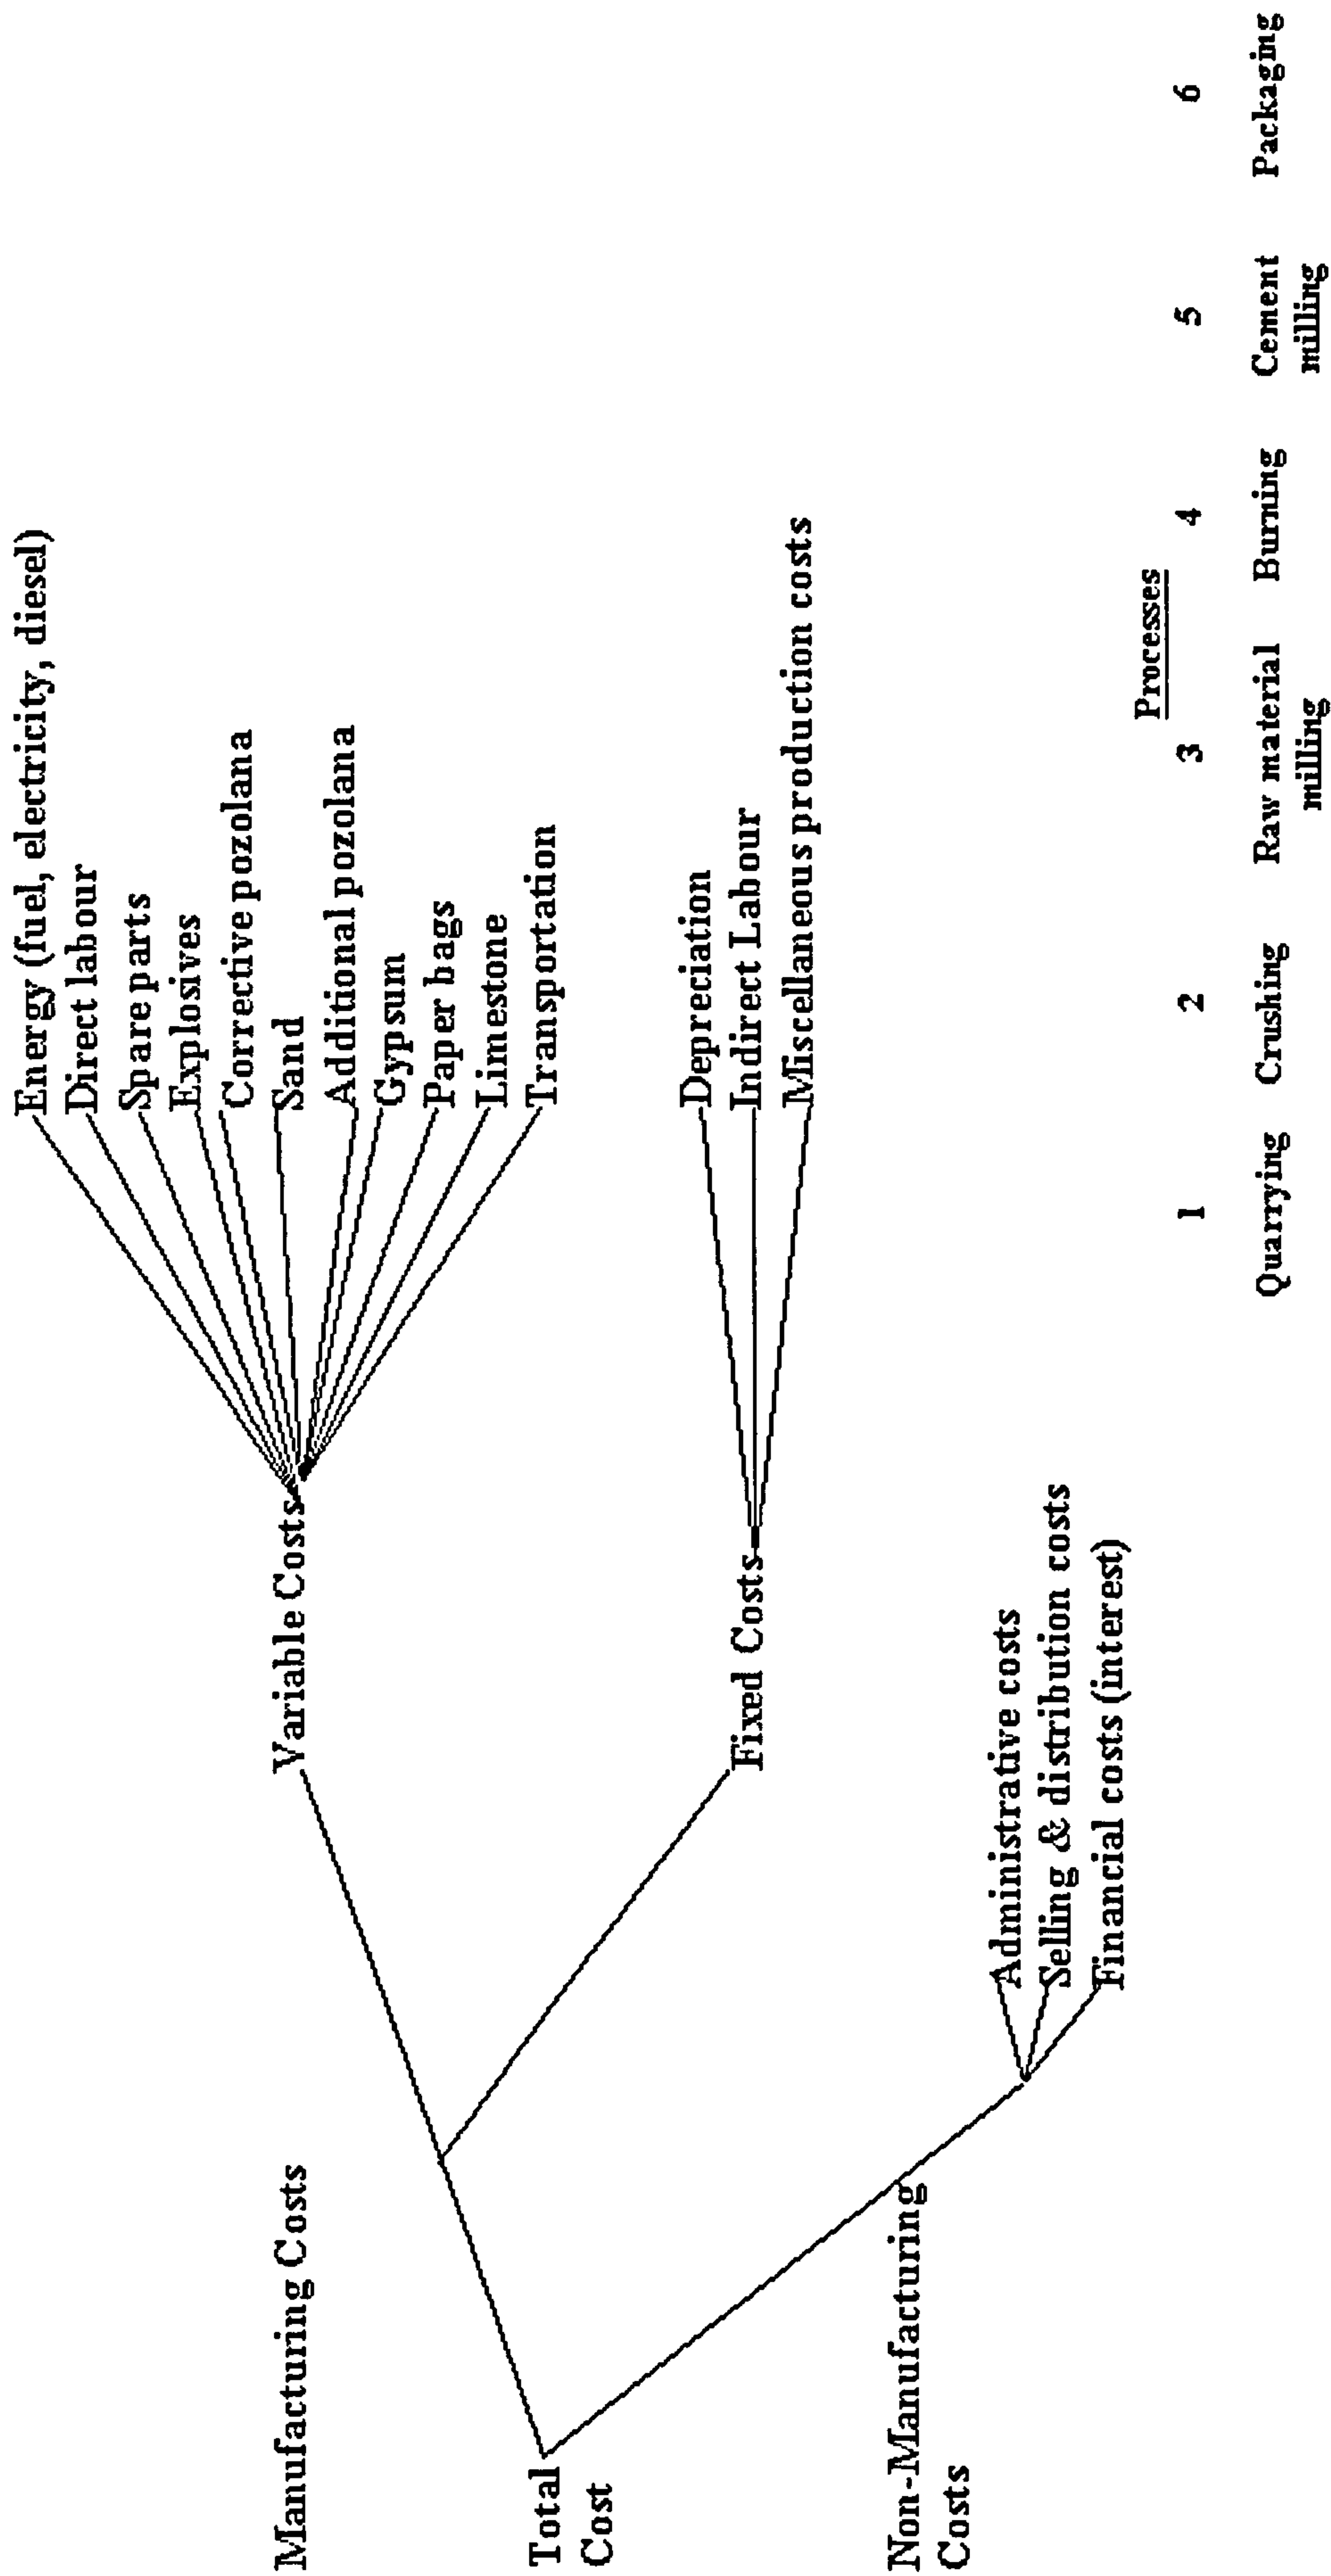 Energy (fuel, electricity, diesel)
Direct labour
Spare parts
Explosives
Corrective pozolana
Variable Costs
Sand
Additional pozolana
Gypsum
Paper bags
Limestone
Transportation
Manufacturing Costs
Total
Cost
Depreciation
Fixed Costs
Indirect Labour
Miscellaneous production costs
Non-Manufacturing
Costs
Administrative costs
Selling & distribution costs
Financial costs (interest)
Processes
1 2 3 4 5 6
Quarrying Crushing Raw material Burning Cement Packaging
milling milling